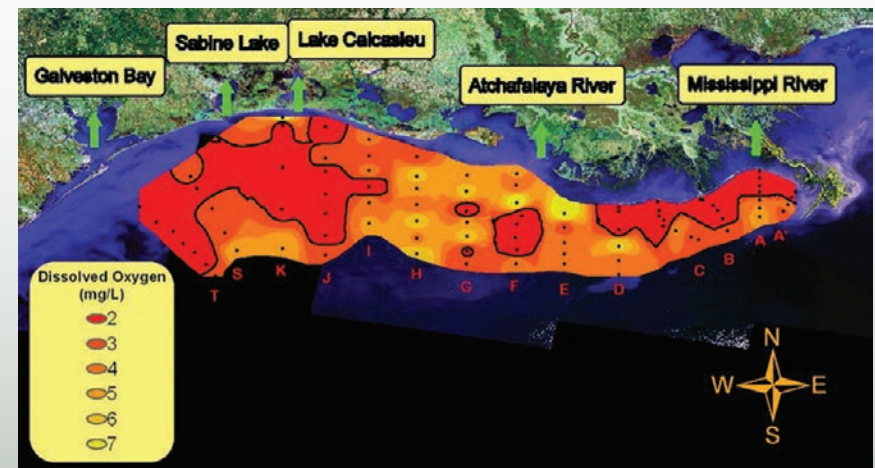 Sabine Lake
Lake Calcasieu
Galveston Bay
Atchafalaya River
Mississippi River
Dissolved Oxygen
(mg/L)
2
3
4
5
6
7
T
S
K
J
I
H
G
F
E
D
C
B
A
A'
N
W
E
S